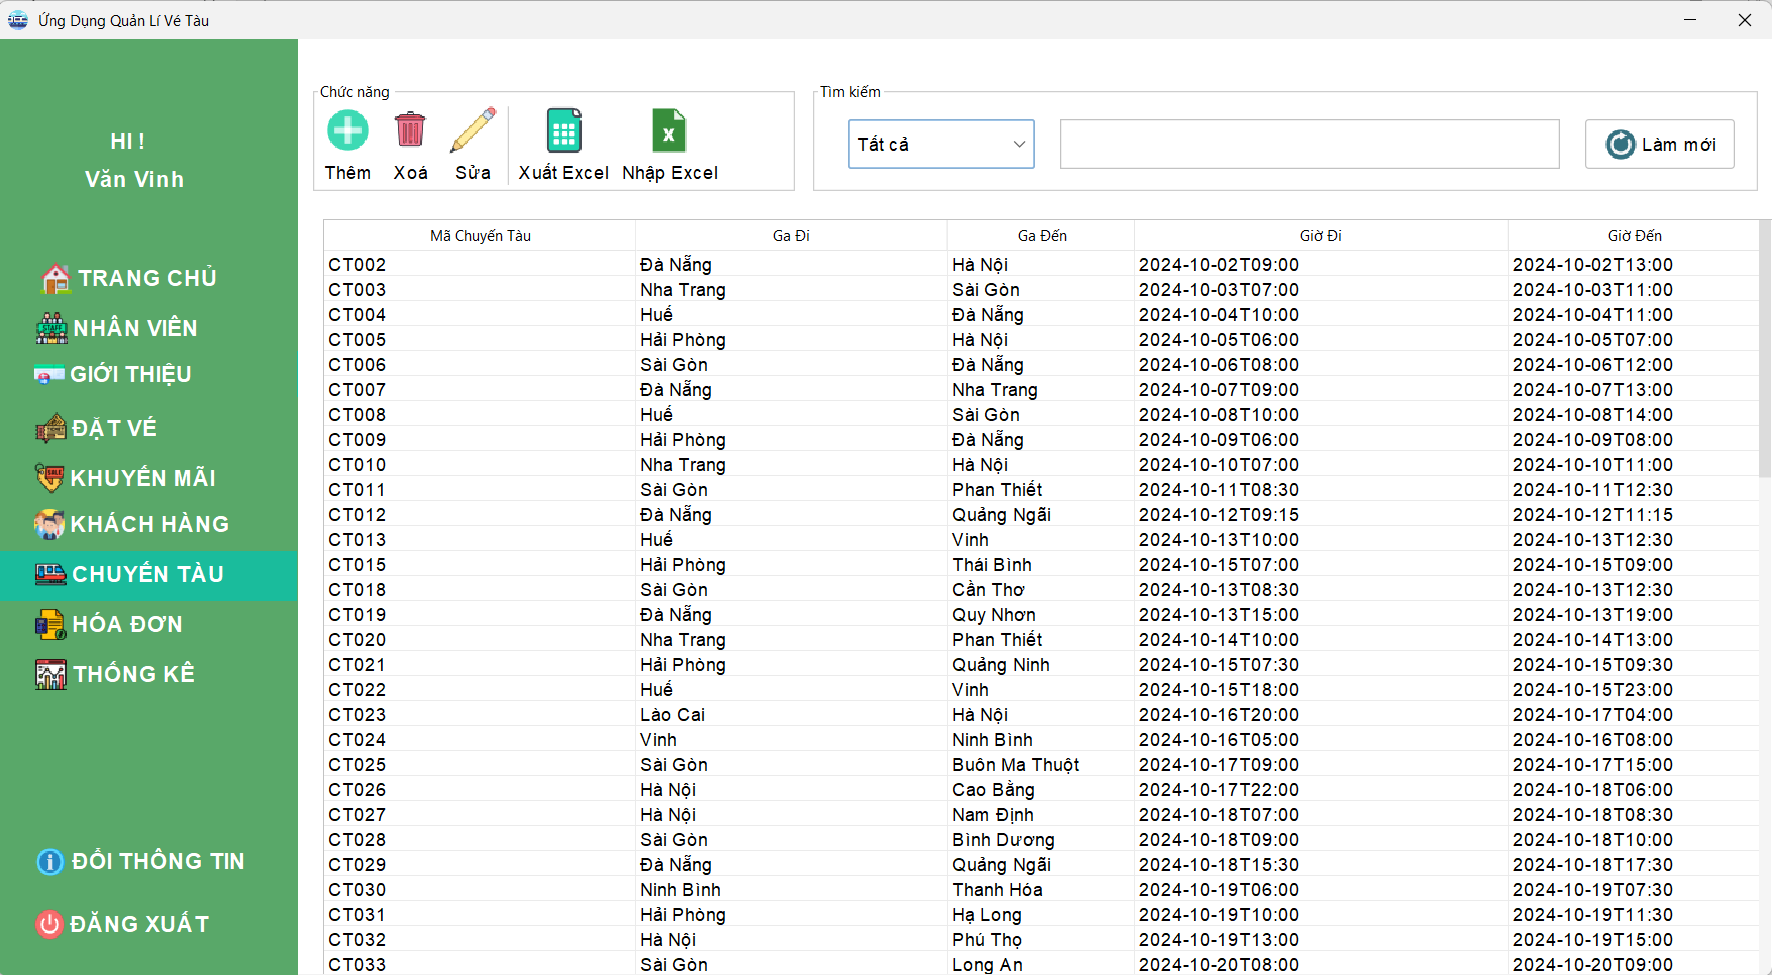 Ứng Dụng Quản Lí Vé Tàu
HI !
Văn Vinh
TRANG CHỦ
NHÂN VIÊN
GIỚI THIỆU
ĐẶT VÉ
KHUYẾN MÃI
KHÁCH HÀNG
CHUYẾN TÀU
HÓA ĐƠN
THỐNG KÊ
ĐỔI THÔNG TIN
ĐĂNG XUẤT
Chức năng
Thêm Xoá Sửa Xuất Excel Nhập Excel
Tìm kiếm
Tất cả Làm mới
Mã Chuyến Tàu Ga Đi Ga Đến Giờ Đi Giờ Đến
CT002 Đà Nẵng Hà Nội 2024-10-02T09:00 2024-10-02T13:00
CT003 Nha Trang Sài Gòn 2024-10-03T07:00 2024-10-03T11:00
CT004 Huế Đà Nẵng 2024-10-04T10:00 2024-10-04T11:00
CT005 Hải Phòng Hà Nội 2024-10-05T06:00 2024-10-05T07:00
CT006 Sài Gòn Đà Nẵng 2024-10-06T08:00 2024-10-06T12:00
CT007 Đà Nẵng Nha Trang 2024-10-07T09:00 2024-10-07T13:00
CT008 Huế Sài Gòn 2024-10-08T10:00 2024-10-08T14:00
CT009 Hải Phòng Đà Nẵng 2024-10-09T06:00 2024-10-09T08:00
CT010 Nha Trang Hà Nội 2024-10-10T07:00 2024-10-10T11:00
CT011 Sài Gòn Phan Thiết 2024-10-11T08:30 2024-10-11T12:30
CT012 Đà Nẵng Quảng Ngãi 2024-10-12T09:15 2024-10-12T11:15
CT013 Huế Vinh 2024-10-13T10:00 2024-10-13T12:30
CT015 Hải Phòng Thái Bình 2024-10-15T07:00 2024-10-15T09:00
CT018 Sài Gòn Cần Thơ 2024-10-13T08:30 2024-10-13T12:30
CT019 Đà Nẵng Quy Nhơn 2024-10-13T15:00 2024-10-13T19:00
CT020 Nha Trang Phan Thiết 2024-10-14T10:00 2024-10-14T13:00
CT021 Hải Phòng Quảng Ninh 2024-10-15T07:30 2024-10-15T09:30
CT022 Huế Vinh 2024-10-15T18:00 2024-10-15T23:00
CT023 Lào Cai Hà Nội 2024-10-16T20:00 2024-10-17T04:00
CT024 Vinh Ninh Bình 2024-10-16T05:00 2024-10-16T08:00
CT025 Sài Gòn Buôn Ma Thuột 2024-10-17T09:00 2024-10-17T15:00
CT026 Hà Nội Cao Bằng 2024-10-17T22:00 2024-10-18T06:00
CT027 Hà Nội Nam Định 2024-10-18T07:00 2024-10-18T08:30
CT028 Sài Gòn Bình Dương 2024-10-18T09:00 2024-10-18T10:00
CT029 Đà Nẵng Quảng Ngãi 2024-10-18T15:30 2024-10-18T17:30
CT030 Ninh Bình Thanh Hóa 2024-10-19T06:00 2024-10-19T07:30
CT031 Hải Phòng Hạ Long 2024-10-19T10:00 2024-10-19T11:30
CT032 Hà Nội Phú Thọ 2024-10-19T13:00 2024-10-19T15:00
CT033 Sài Gòn Long An 2024-10-20T08:00 2024-10-20T09:00